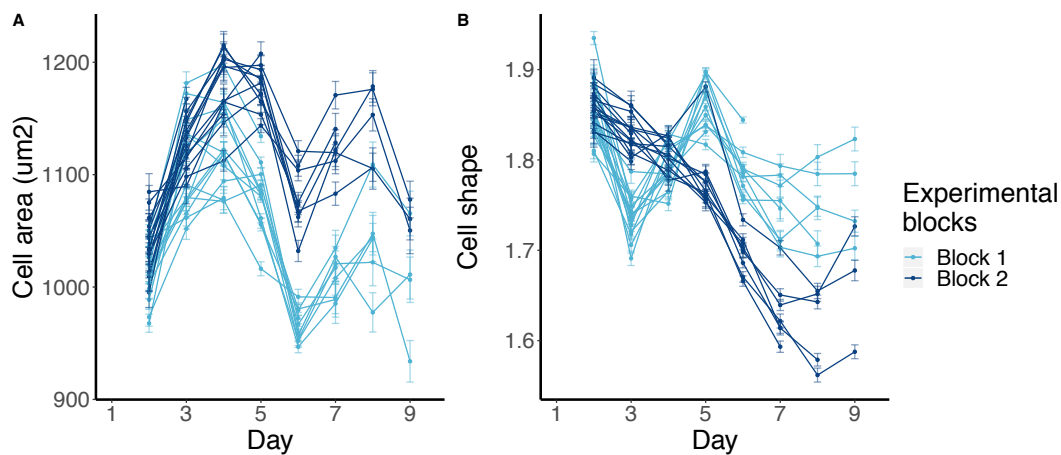 A
Cell area (um2)
1200
1100
1000
900
1 3 5 7 9
Day
B
Cell shape
1.9
1.8
1.7
1.6
1 3 5 7 9
Day
Experimental
blocks
Block 1
Block 2